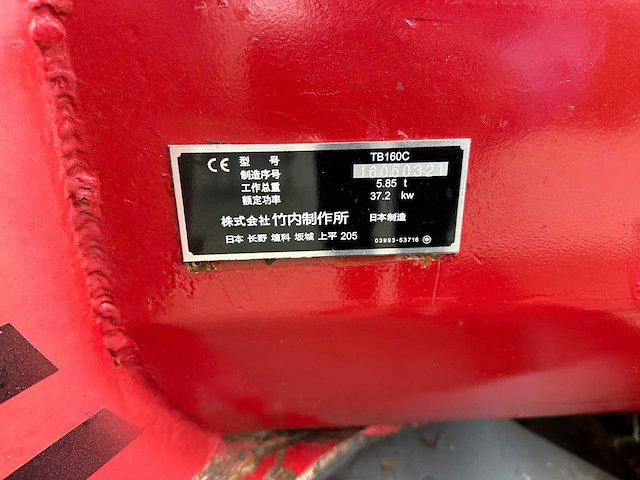 CE 型 号 TB160C
制造序号 16050321
工作总重 5.85 t
额定功率 37.2 kw
株式会社 竹内制作所 日本制造
日本 长野 埴科 坂城 上平 205 03993-53716